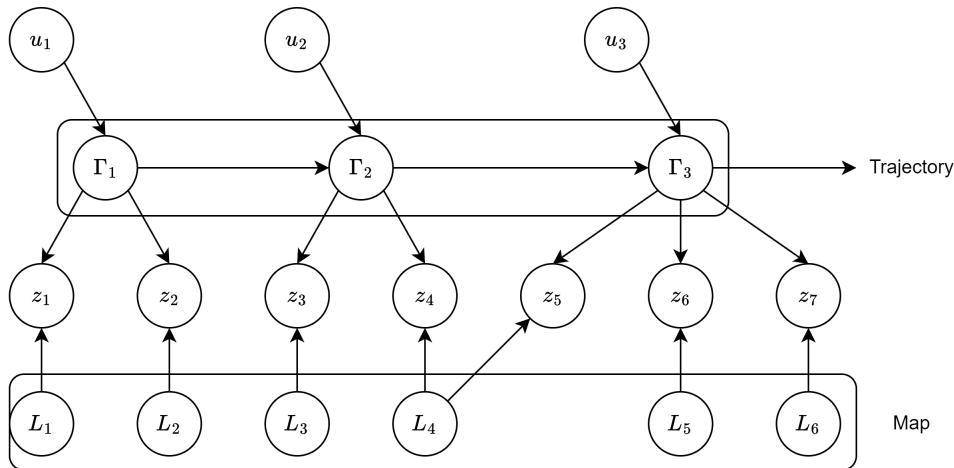 u₁ u₂ u₃
Γ₁ Γ₂ Γ₃ Trajectory
z₁ z₂ z₃ z₄ z₅ z₆ z₇
L₁ L₂ L₃ L₄ L₅ L₆ Map